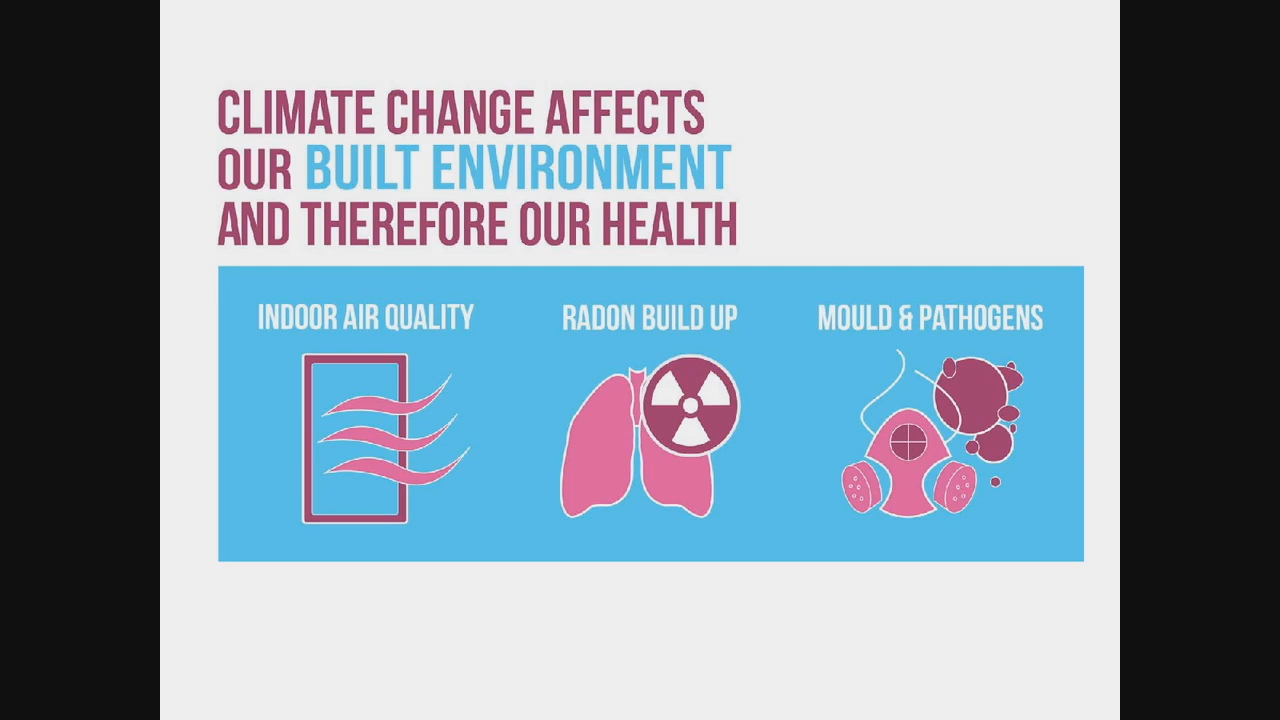 CLIMATE CHANGE AFFECTS
OUR BUILT ENVIRONMENT
AND THEREFORE OUR HEALTH
INDOOR AIR QUALITY
RADON BUILD UP
MOULD & PATHOGENS